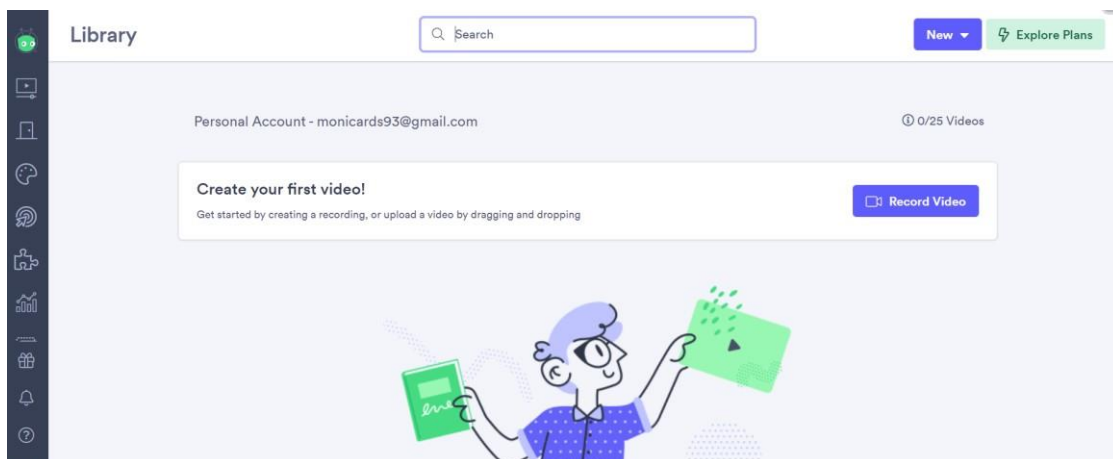 Library
Search
New
Explore Plans
Personal Account - monicards93@gmail.com
0/25 Videos
Create your first video!
Get started by creating a recording, or upload a video by dragging and dropping
Record Video